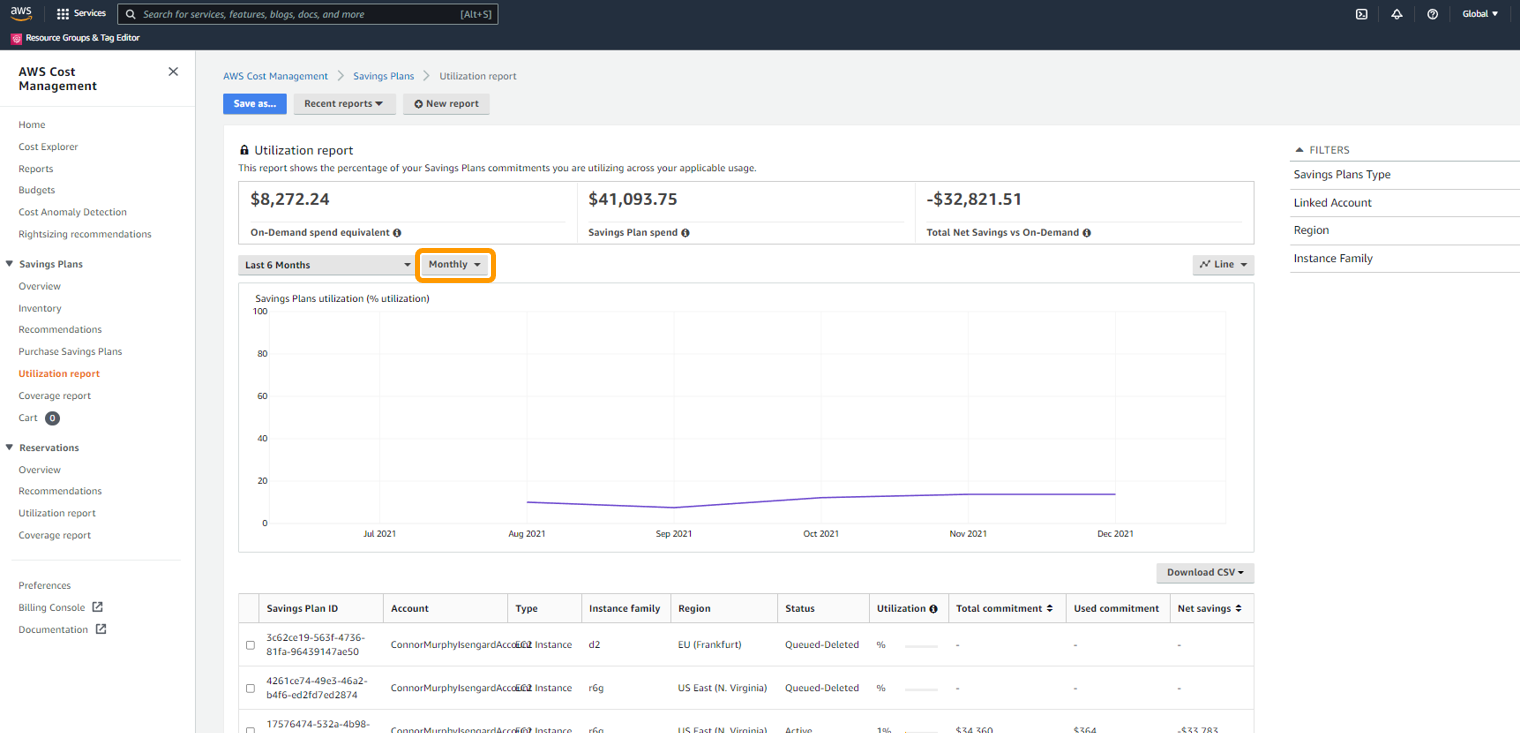 aws
Services
Search for services, features, blogs, docs, and more
[Alt+S]
Global
Resource Groups & Tag Editor
AWS Cost
Management
Home
Cost Explorer
Reports
Budgets
Cost Anomaly Detection
Rightsizing recommendations
Savings Plans
Overview
Inventory
Recommendations
Purchase Savings Plans
Utilization report
Coverage report
Cart 0
Reservations
Overview
Recommendations
Utilization report
Coverage report
Preferences
Billing Console
Documentation
AWS Cost Management > Savings Plans > Utilization report
Save as... Recent reports New report
Utilization report
This report shows the percentage of your Savings Plans commitments you are utilizing across your applicable usage.
$8,272.24 $41,093.75 -$32,821.51
On-Demand spend equivalent Savings Plan spend Total Net Savings vs On-Demand
Last 6 Months Monthly Line
Savings Plans utilization (% utilization)
100
80
60
40
20
0
Jul 2021 Aug 2021 Sep 2021 Oct 2021 Nov 2021 Dec 2021
Download CSV
Savings Plan ID Account Type Instance family Region Status Utilization Total commitment Used commitment Net savings
3c62ce19-563f-4736-
81fa-96439147ae50
ConnorMurphyIsengardAccount EC2 Instance d2 EU (Frankfurt) Queued-Deleted % - - -
4261ce74-49e3-46a2-
b4f6-ed2fd7ed2874
ConnorMurphyIsengardAccount EC2 Instance r6g US East (N. Virginia) Queued-Deleted % - - -
17576474-532a-4b98-
ConnorMurphyIsengardAccount EC2 Instance r6g US East (N. Virginia) Active 1% $34,360 $364 -$33,783
FILTERS
Savings Plans Type
Linked Account
Region
Instance Family